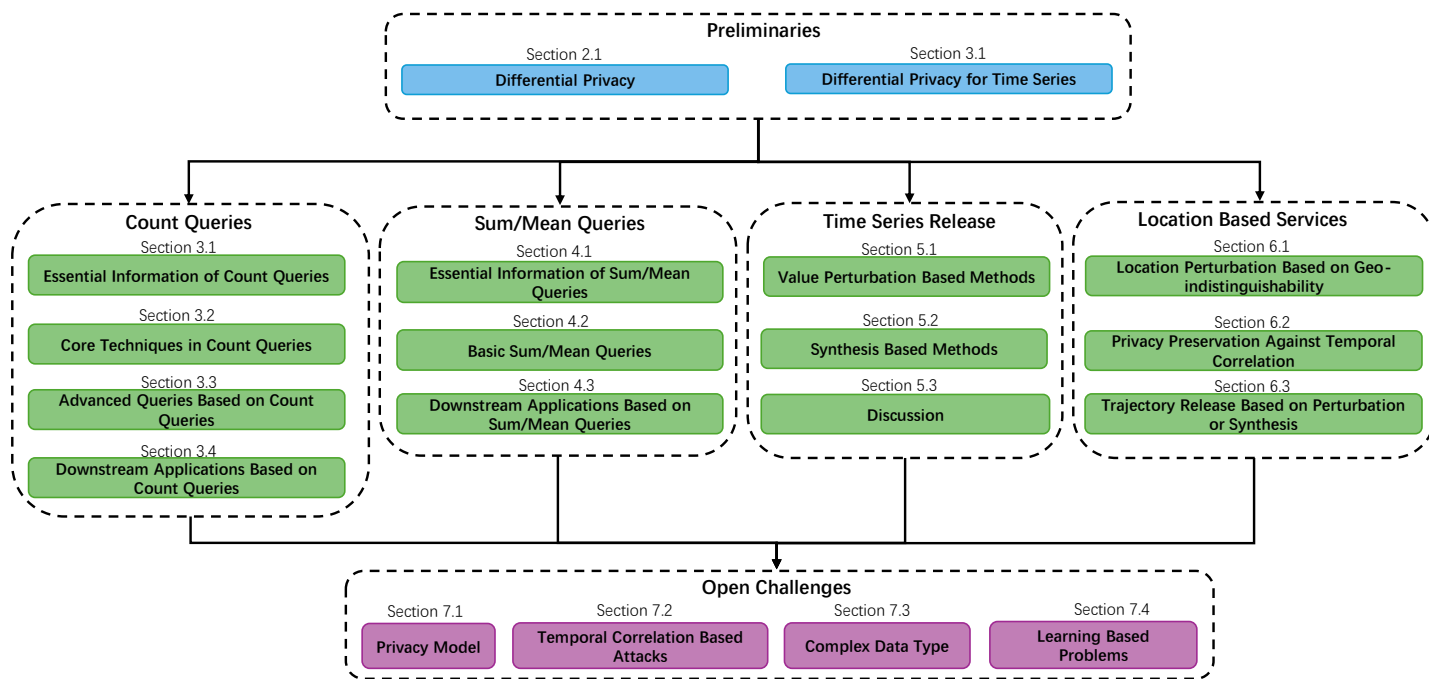 Preliminaries
Section 2.1
Differential Privacy
Section 3.1
Differential Privacy for Time Series
Count Queries
Section 3.1
Essential Information of Count Queries
Section 3.2
Core Techniques in Count Queries
Section 3.3
Advanced Queries Based on Count
Queries
Section 3.4
Downstream Applications Based on
Count Queries
Sum/Mean Queries
Section 4.1
Essential Information of Sum/Mean
Queries
Section 4.2
Basic Sum/Mean Queries
Section 4.3
Downstream Applications Based on
Sum/Mean Queries
Time Series Release
Section 5.1
Value Perturbation Based Methods
Section 5.2
Synthesis Based Methods
Section 5.3
Discussion
Location Based Services
Section 6.1
Location Perturbation Based on Geo-
indistinguishability
Section 6.2
Privacy Preservation Against Temporal
Correlation
Section 6.3
Trajectory Release Based on Perturbation
or Synthesis
Open Challenges
Section 7.1
Privacy Model
Section 7.2
Temporal Correlation Based
Attacks
Section 7.3
Complex Data Type
Section 7.4
Learning Based
Problems